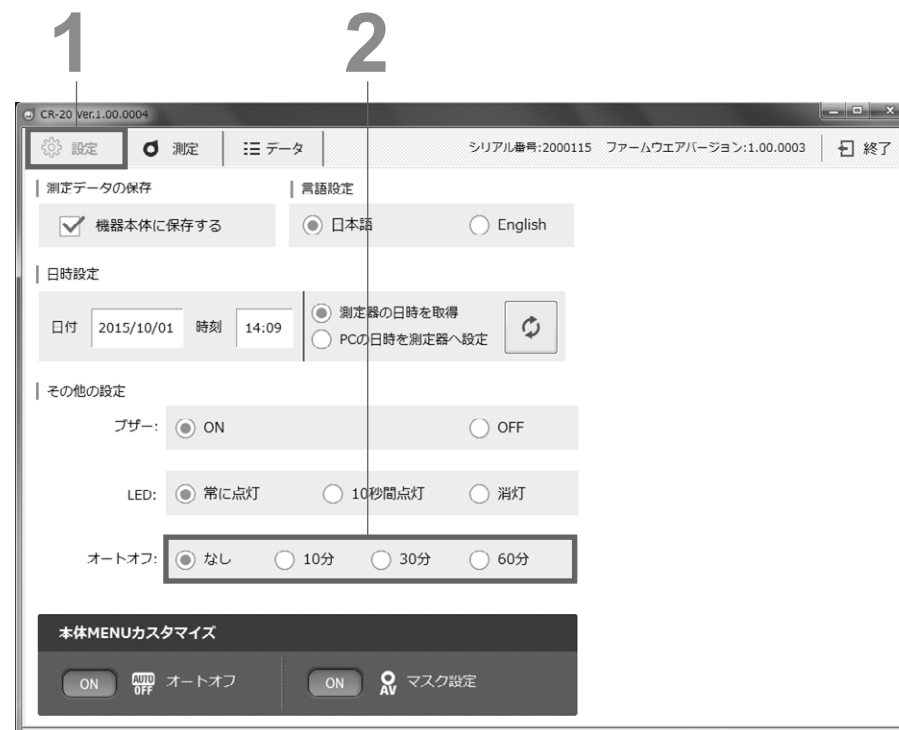 1 2
CR-20 ver.1.00.0004
設定 測定 データ シリアル番号:2000115 ファームウエアバージョン:1.00.0003 終了
測定データの保存 言語設定
機器本体に保存する 日本語 English
日時設定
測定器の日時を取得
日付 2015/10/01 時刻 14:09
PCの日時を測定器へ設定
その他の設定
ブザー: ON OFF
LED: 常に点灯 10秒間点灯 消灯
オートオフ: なし 10分 30分 60分
本体MENUカスタマイズ
ON AUTO OFF オートオフ ON AV マスク設定